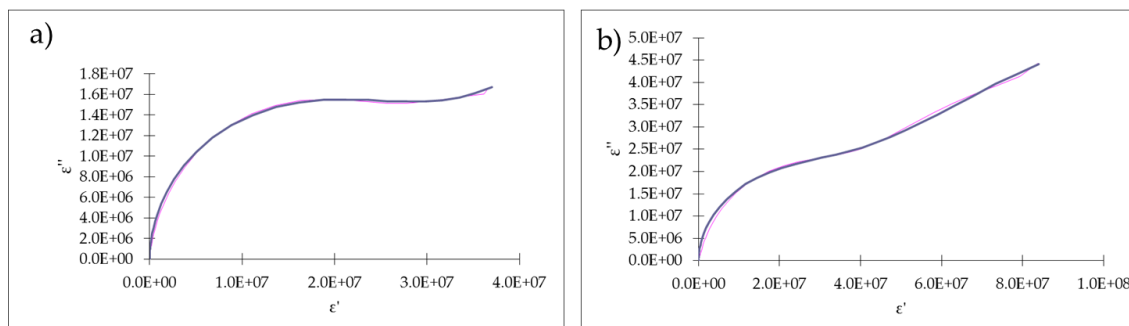 a)
1.8E+07
1.6E+07
1.4E+07
1.2E+07
1.0E+07
8.0E+06
6.0E+06
4.0E+06
2.0E+06
0.0E+00
ε''
0.0E+00 1.0E+07 2.0E+07 3.0E+07 4.0E+07
ε'
b)
5.0E+07
4.5E+07
4.0E+07
3.5E+07
3.0E+07
2.5E+07
2.0E+07
1.5E+07
1.0E+07
5.0E+06
0.0E+00
ε''
0.0E+00 2.0E+07 4.0E+07 6.0E+07 8.0E+07 1.0E+08
ε'